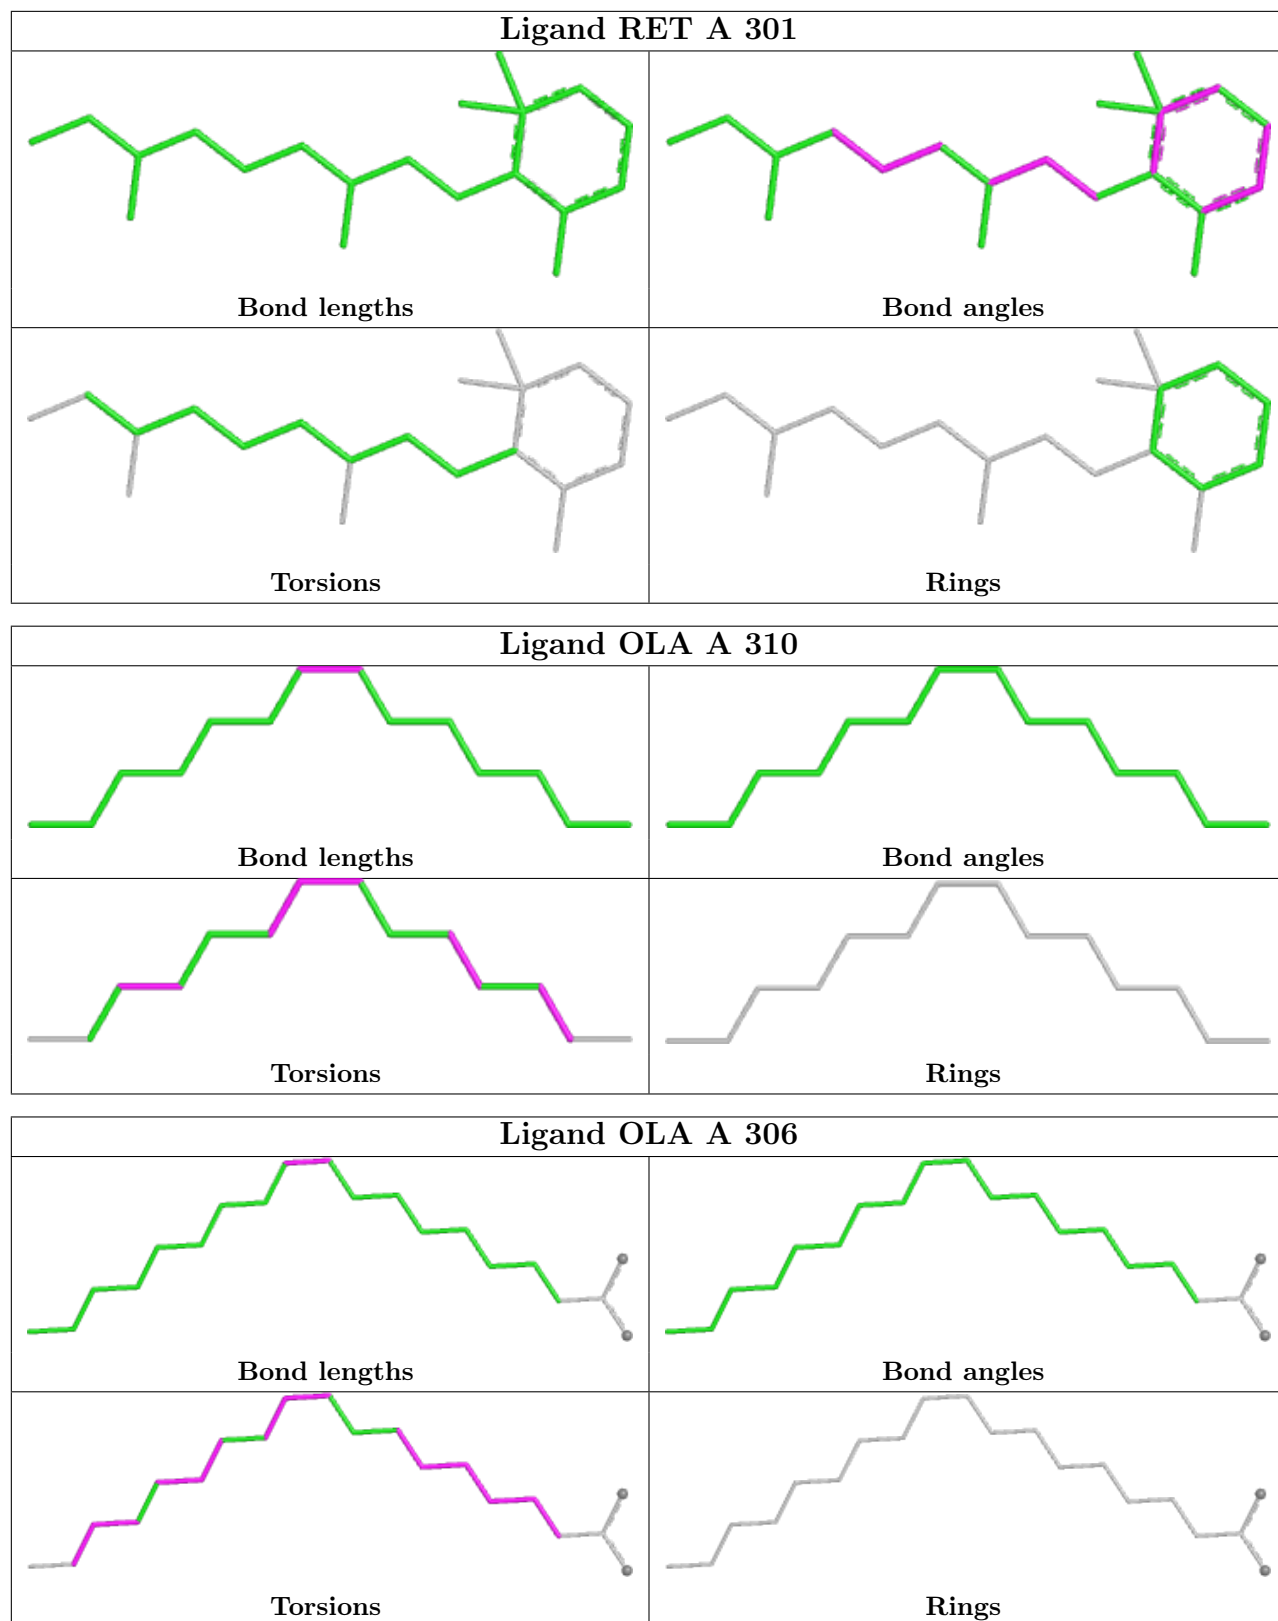 Ligand RET A 301
Bond lengths
Bond angles
Torsions
Rings
Ligand OLA A 310
Bond lengths
Bond angles
Torsions
Rings
Ligand OLA A 306
Bond lengths
Bond angles
Torsions
Rings